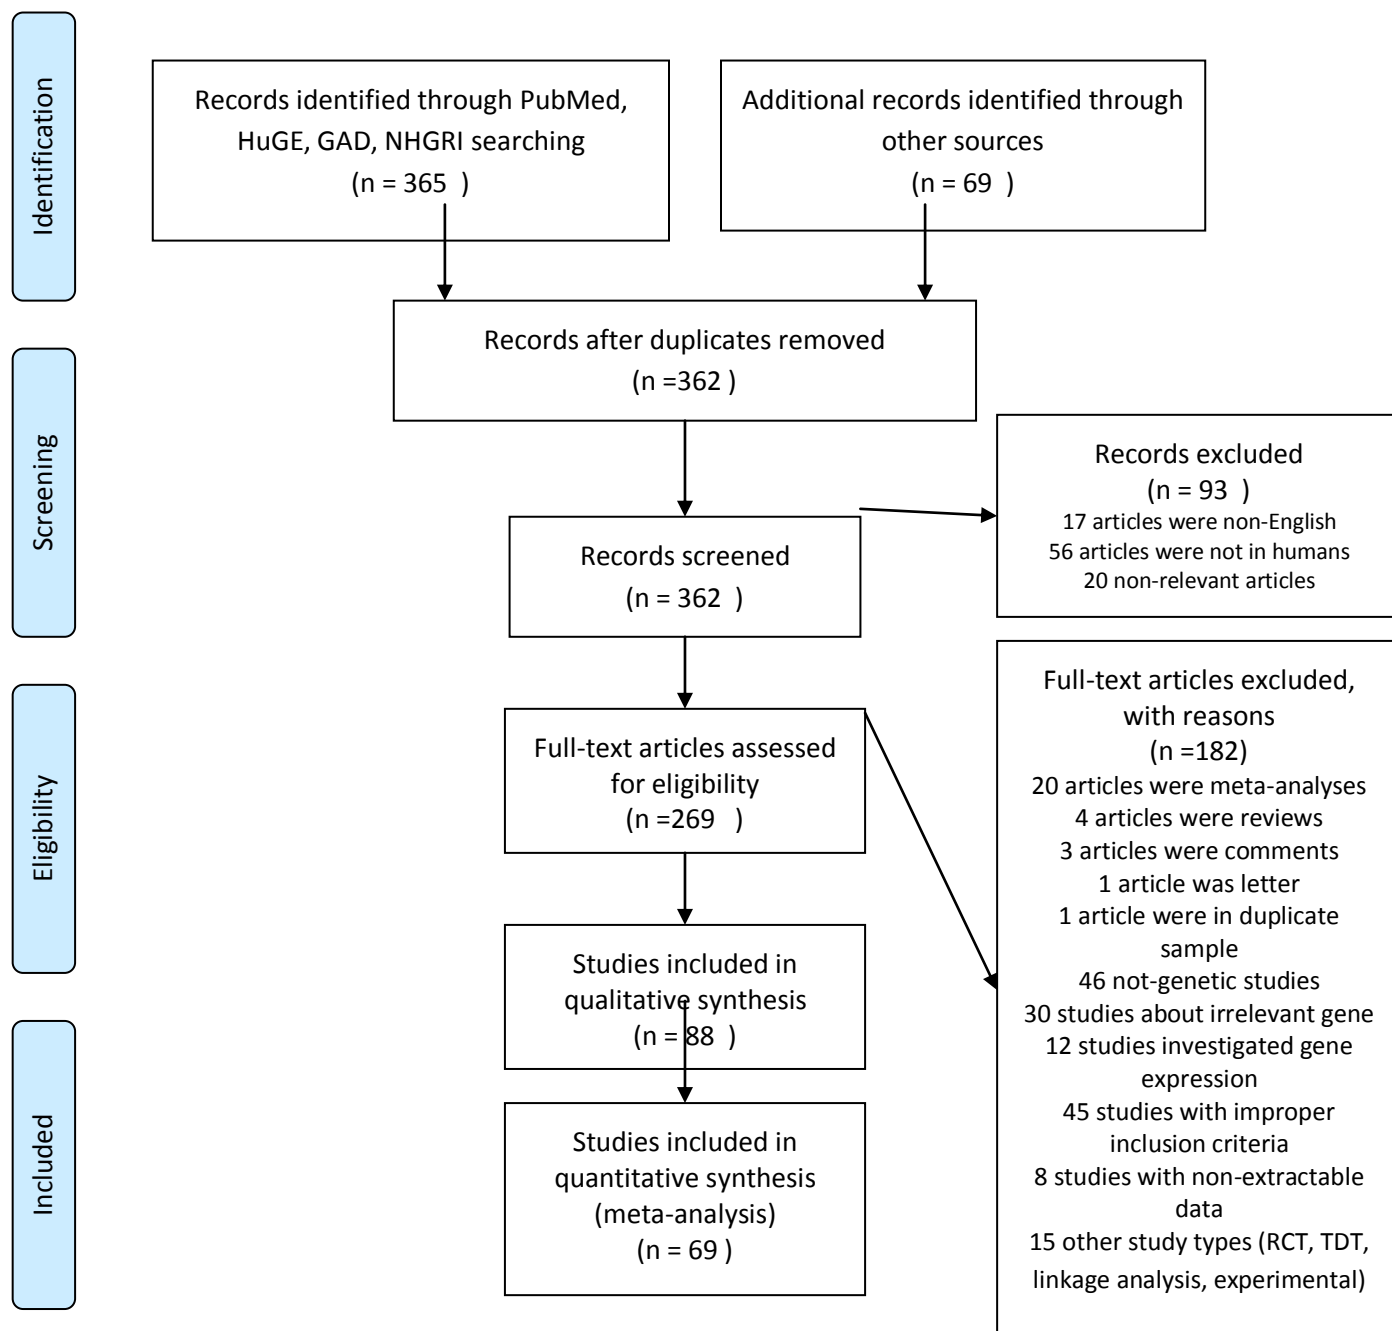 Identification
Records identified through PubMed,
HuGE, GAD, NHGRI searching
(n = 365  )
Additional records identified through
other sources
(n = 69  )
Records after duplicates removed
(n =362 )
Screening
Records screened
(n = 362  )
Records excluded
(n = 93  )
17 articles were non-English
56 articles were not in humans
20 non-relevant articles
Eligibility
Full-text articles assessed
for eligibility
(n =269  )
Full-text articles excluded,
with reasons
(n =182)
20 articles were meta-analyses
4 articles were reviews
3 articles were comments
1 article was letter
1 article were in duplicate
sample
46 not-genetic studies
30 studies about irrelevant gene
12 studies investigated gene
expression
45 studies with improper
inclusion criteria
8 studies with non-extractable
data
15 other study types (RCT, TDT,
linkage analysis, experimental)
Studies included in
qualitative synthesis
(n = 88  )
Included
Studies included in
quantitative synthesis
(meta-analysis)
(n = 69 )